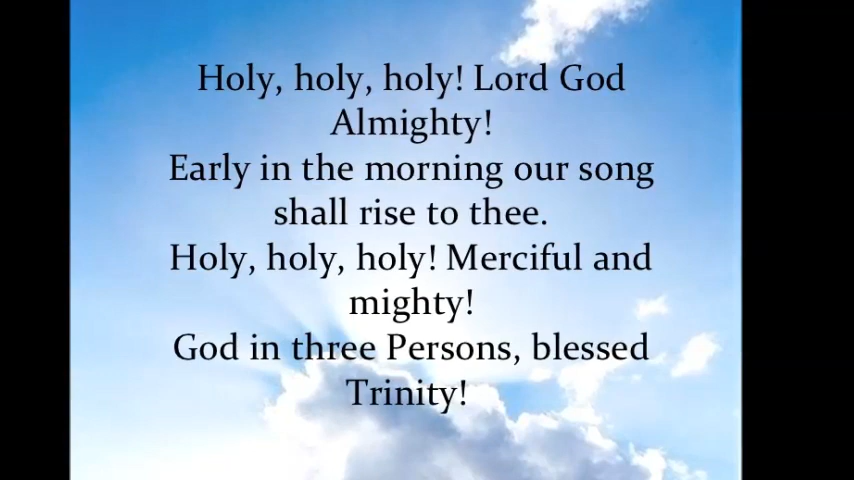 Holy, holy, holy! Lord God
Almighty!
Early in the morning our song
shall rise to thee.
Holy, holy, holy! Merciful and
mighty!
God in three Persons, blessed
Trinity!